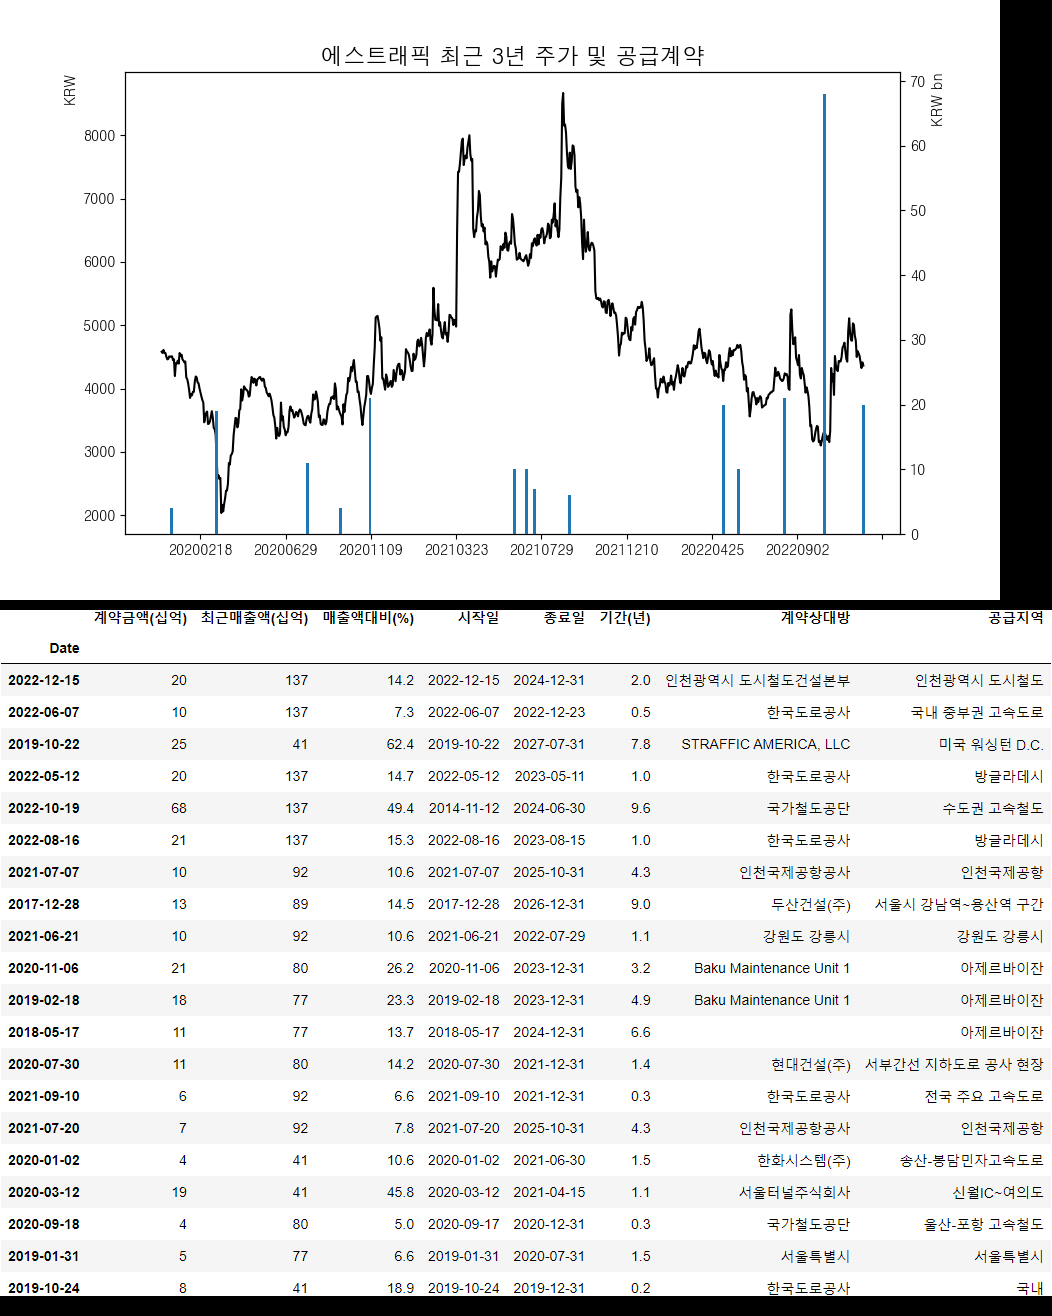 에스트래픽 최근 3년 주가 및 공급계약
KRW
KRW bn
8000
7000
6000
5000
4000
3000
2000
70
60
50
40
30
20
10
0
20200218 20200629 20201109 20210323 20210729 20211210 20220425 20220902
계약금액(십억) 최근매출액(십억) 매출액대비(%) 시작일 종료일 기간(년) 계약상대방 공급지역
Date
2022-12-15 20 137 14.2 2022-12-15 2024-12-31 2.0 인천광역시 도시철도건설본부 인천광역시 도시철도
2022-06-07 10 137 7.3 2022-06-07 2022-12-23 0.5 한국도로공사 국내 중부권 고속도로
2019-10-22 25 41 62.4 2019-10-22 2027-07-31 7.8 STRAFFIC AMERICA, LLC 미국 워싱턴 D.C.
2022-05-12 20 137 14.7 2022-05-12 2023-05-11 1.0 한국도로공사 방글라데시
2022-10-19 68 137 49.4 2014-11-12 2024-06-30 9.6 국가철도공단 수도권 고속철도
2022-08-16 21 137 15.3 2022-08-16 2023-08-15 1.0 한국도로공사 방글라데시
2021-07-07 10 92 10.6 2021-07-07 2025-10-31 4.3 인천국제공항공사 인천국제공항
2017-12-28 13 89 14.5 2017-12-28 2026-12-31 9.0 두산건설(주) 서울시 강남역~용산역 구간
2021-06-21 10 92 10.6 2021-06-21 2022-07-29 1.1 강원도 강릉시 강원도 강릉시
2020-11-06 21 80 26.2 2020-11-06 2023-12-31 3.2 Baku Maintenance Unit 1 아제르바이잔
2019-02-18 18 77 23.3 2019-02-18 2023-12-31 4.9 Baku Maintenance Unit 1 아제르바이잔
2018-05-17 11 77 13.7 2018-05-17 2024-12-31 6.6 아제르바이잔
2020-07-30 11 80 14.2 2020-07-30 2021-12-31 1.4 현대건설(주) 서부간선 지하도로 공사 현장
2021-09-10 6 92 6.6 2021-09-10 2021-12-31 0.3 한국도로공사 전국 주요 고속도로
2021-07-20 7 92 7.8 2021-07-20 2025-10-31 4.3 인천국제공항공사 인천국제공항
2020-01-02 4 41 10.6 2020-01-02 2021-06-30 1.5 한화시스템(주) 송산-봉담민자고속도로
2020-03-12 19 41 45.8 2020-03-12 2021-04-15 1.1 서울터널주식회사 신월IC~여의도
2020-09-18 4 80 5.0 2020-09-17 2020-12-31 0.3 국가철도공단 울산-포항 고속철도
2019-01-31 5 77 6.6 2019-01-31 2020-07-31 1.5 서울특별시 서울특별시
2019-10-24 8 41 18.9 2019-10-24 2019-12-31 0.2 한국도로공사 국내